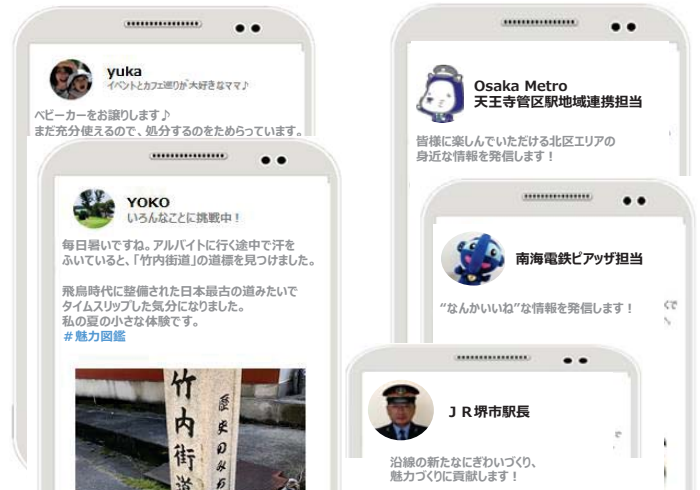 yuka
イベントとカフェ巡りが大好きなママ♪
ベビーカーをお譲りします♪
まだ充分使えるので、処分するのをためらっています。
YOKO
いろんなことに挑戦中！
毎日暑いですね。アルバイトに行く途中で汗を
ふいていると、「竹内街道」の道標を見つけました。
飛鳥時代に整備された日本最古の道みたいで
タイムスリップした気分になりました。
私の夏の小さな体験です。
＃魅力図鑑
竹内街道
歴史のみち
Osaka Metro
天王寺管区駅地域連携担当
皆様に楽しんでいただける北区エリアの
身近な情報を発信します！
南海電鉄ピアッザ担当
“なんかいいね”な情報を発信します！
ＪＲ堺市駅長
沿線の新たなにぎわいづくり、
魅力づくりに貢献します！